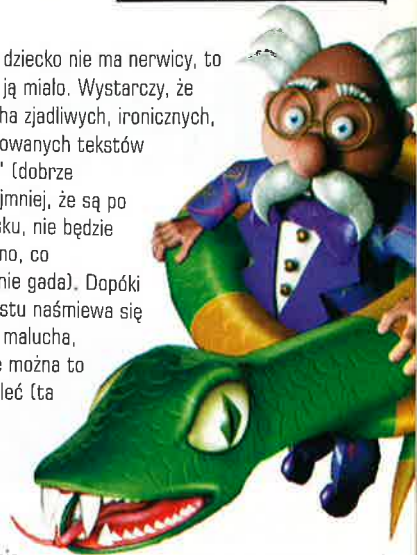 dziecko nie ma nerwicy, to
ją miało. Wystarczy, że
ha zjadliwych, ironicznych,
owanych tekstów
" (dobrze
jmniej, że są po
sku, nie będzie
no, co
nie gada). Dopóki
stu naśmiewa się
malucha,
e można to
leć (ta